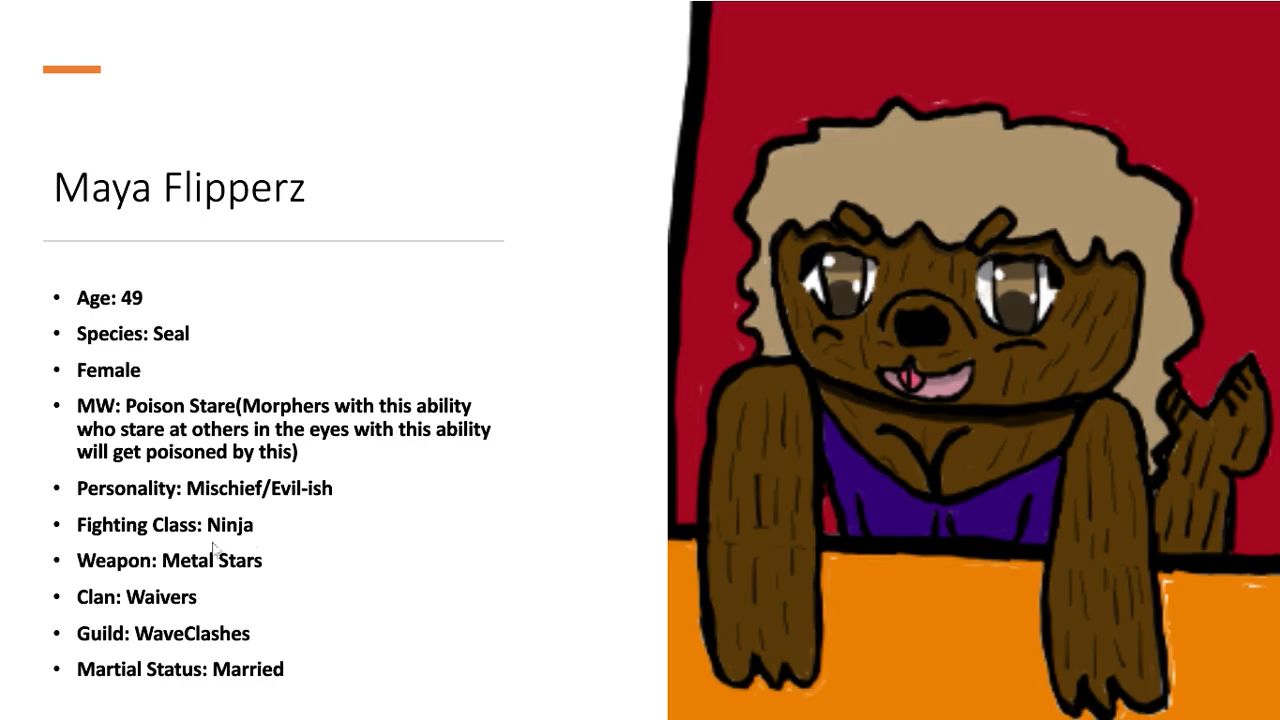 Maya Flipperz
• Age: 49
• Species: Seal
• Female
• MW: Poison Stare(Morphers with this ability
who stare at others in the eyes with this ability
will get poisoned by this)
• Personality: Mischief/Evil-ish
• Fighting Class: Ninja
• Weapon: Metal Stars
• Clan: Waivers
• Guild: WaveClashes
• Martial Status: Married